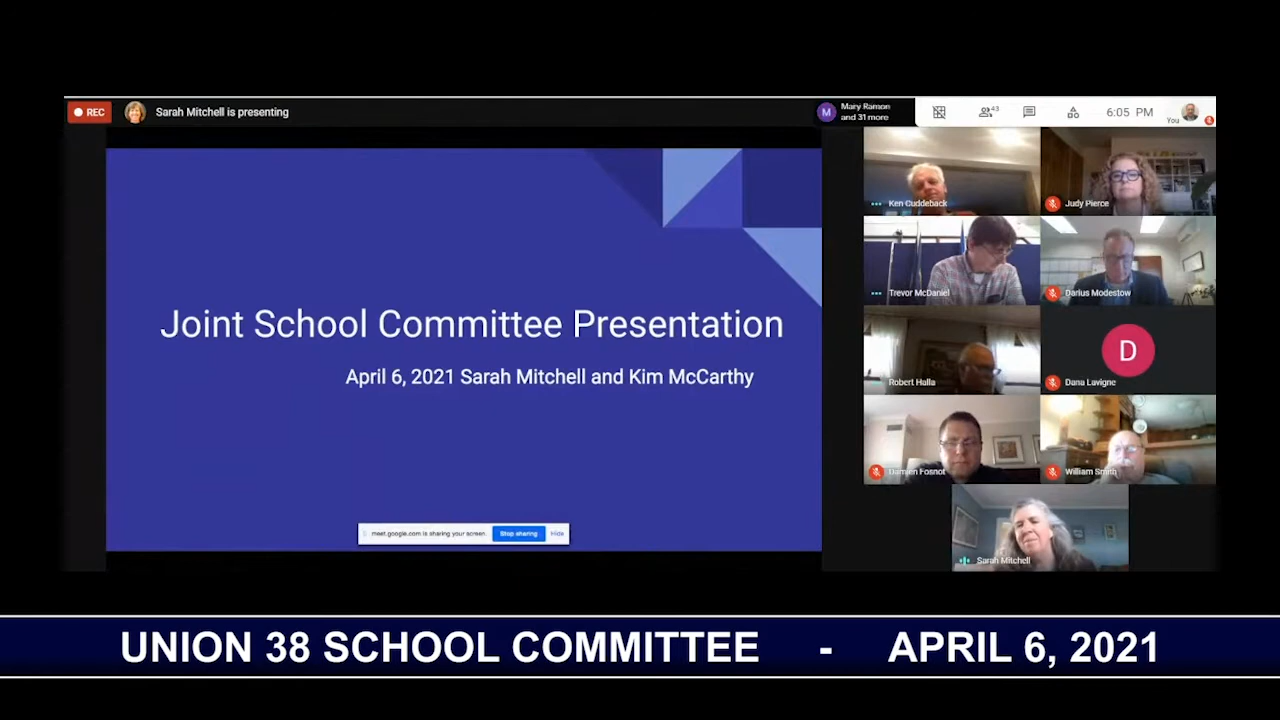 REC
Sarah Mitchell is presenting
M
Mary Ramon
and 31 more
43
6:05 PM
You
Ken Cuddeback
Judy Pierce
Trevor McDaniel
Darius Modestow
Robert Halla
D
Dana Lavigne
Damien Fosnot
William Smith
Sarah Mitchell
Joint School Committee Presentation
April 6, 2021 Sarah Mitchell and Kim McCarthy
meet.google.com is sharing your screen.
Stop sharing
Hide
UNION 38 SCHOOL COMMITTEE - APRIL 6, 2021